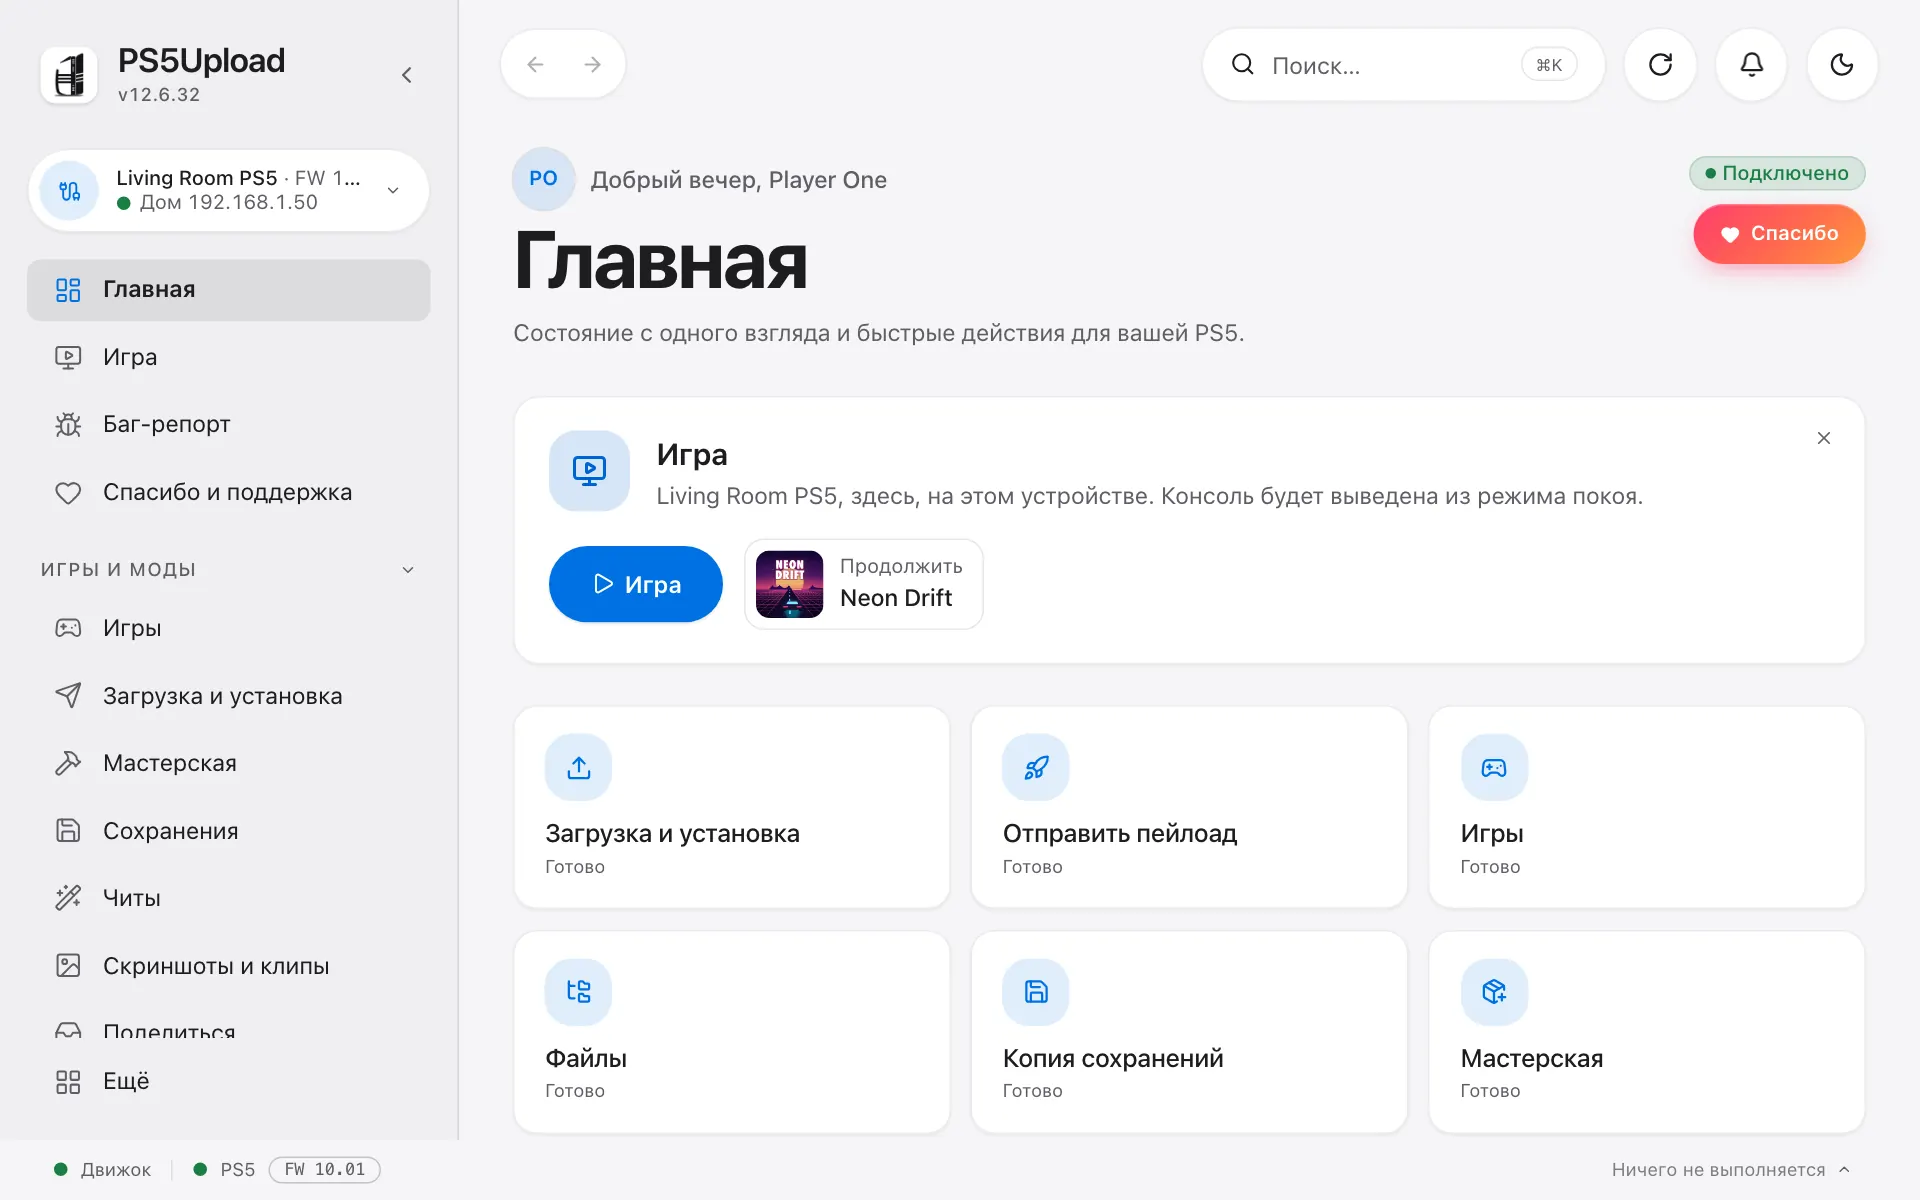 PS5Upload
v12.6.32
Living Room PS5 · FW 1...
Дом 192.168.1.50
Главная
Игра
Баг-репорт
Спасибо и поддержка
ИГРЫ И МОДЫ
Игры
Загрузка и установка
Мастерская
Сохранения
Читы
Скриншоты и клипы
Поделиться
Ещё
Поиск...
⌘K
PO
Добрый вечер, Player One
Подключено
Спасибо
Главная
Состояние с одного взгляда и быстрые действия для вашей PS5.
Игра
Living Room PS5, здесь, на этом устройстве. Консоль будет выведена из режима покоя.
Игра
NEON
DRIFT
Продолжить
Neon Drift
Загрузка и установка
Готово
Отправить пейлоад
Готово
Игры
Готово
Файлы
Готово
Копия сохранений
Готово
Мастерская
Готово
Движок
PS5
FW 10.01
Ничего не выполняется